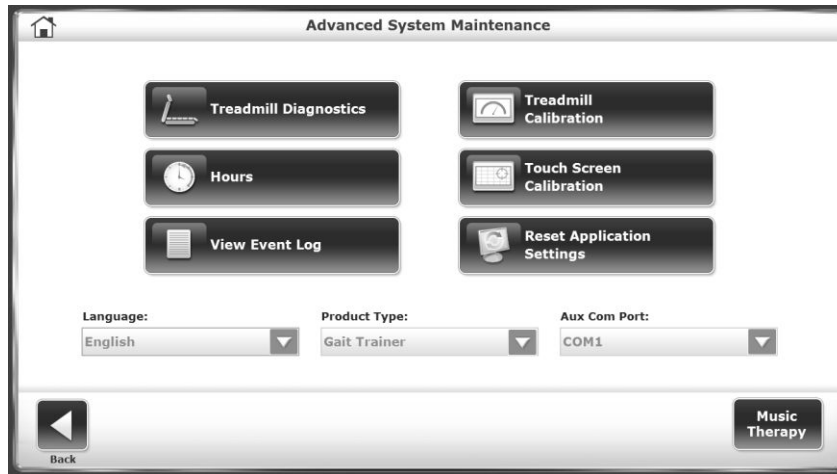 Advanced System Maintenance
Treadmill Diagnostics
Treadmill
Calibration
Hours
Touch Screen
Calibration
View Event Log
Reset Application
Settings
Language:
Product Type:
Aux Com Port:
English
Gait Trainer
COM1
Back
Music
Therapy